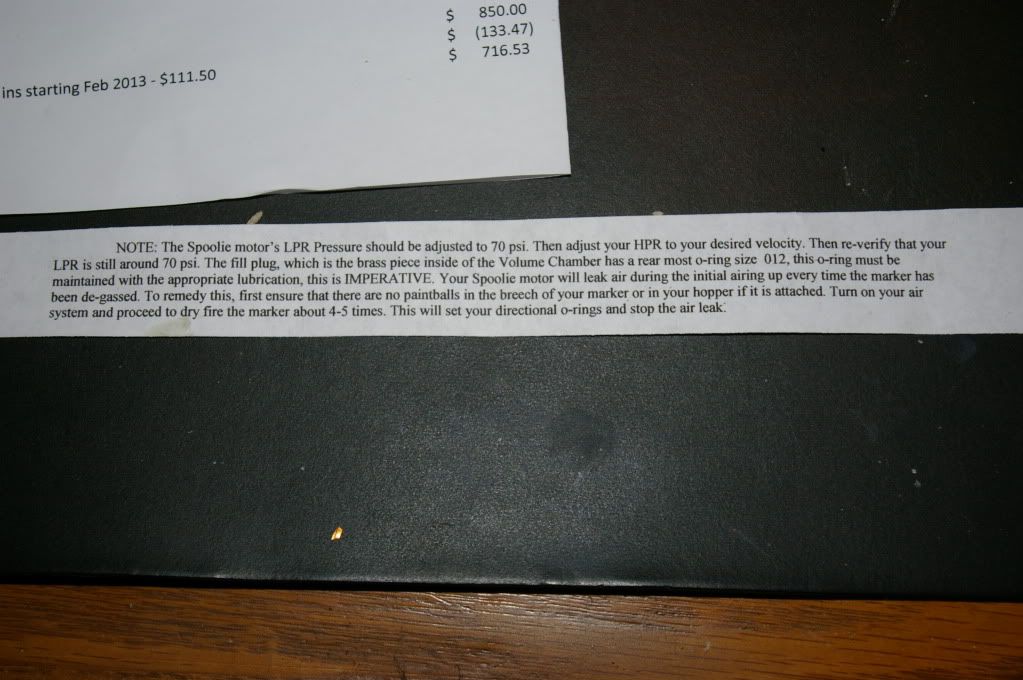 $ 850.00
$ (133.47)
$ 716.53
ins starting Feb 2013 - $111.50
NOTE: The Spoolie motor's LPR Pressure should be adjusted to 70 psi. Then adjust your HPR to your desired velocity. Then re-verify that your
LPR is still around 70 psi. The fill plug, which is the brass piece inside of the Volume Chamber has a rear most o-ring size 012, this o-ring must be
maintained with the appropriate lubrication, this is IMPERATIVE. Your Spoolie motor will leak air during the initial airing up every time the marker has
been de-gassed. To remedy this, first ensure that there are no paintballs in the breech of your marker or in your hopper if it is attached. Turn on your air
system and proceed to dry fire the marker about 4-5 times. This will set your directional o-rings and stop the air leak.